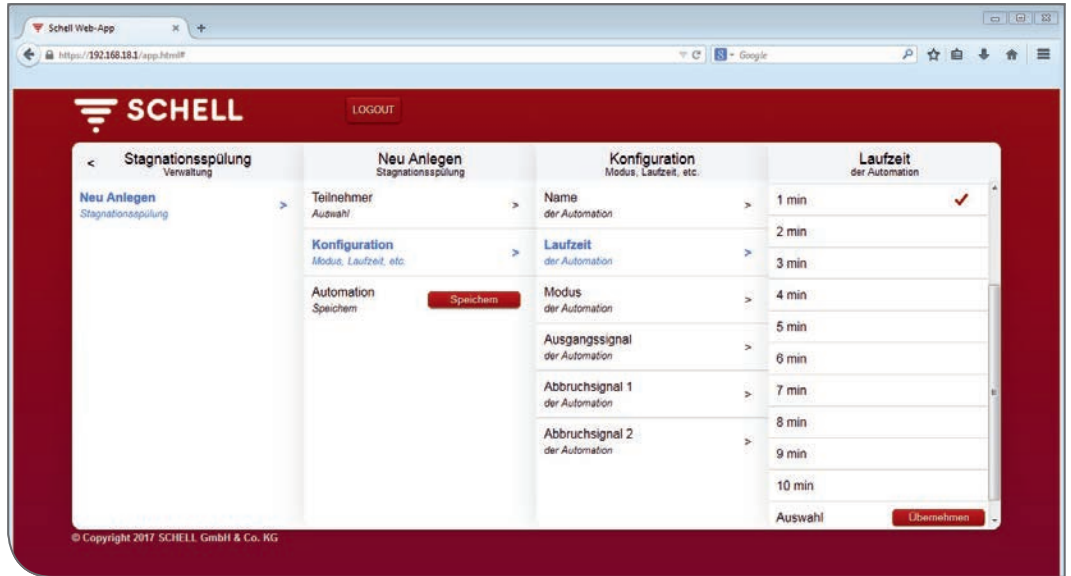 Schell Web-App
https://192.168.18.1/app.html#
Google
SCHELL
LOGOUT
< Stagnationsspülung
Verwaltung
Neu Anlegen
Stagnationsspülung
>
Neu Anlegen
Stagnationsspülung
Teilnehmer
Auswahl
>
Konfiguration
Modus, Laufzeit, etc.
>
Automation
Speichern
Speichern
Konfiguration
Modus, Laufzeit, etc.
Name
der Automation
>
Laufzeit
der Automation
>
Modus
der Automation
>
Ausgangssignal
der Automation
>
Abbruchsignal 1
der Automation
>
Abbruchsignal 2
der Automation
>
Laufzeit
der Automation
1 min
2 min
3 min
4 min
5 min
6 min
7 min
8 min
9 min
10 min
Auswahl Übernehmen
© Copyright 2017 SCHELL GmbH & Co. KG